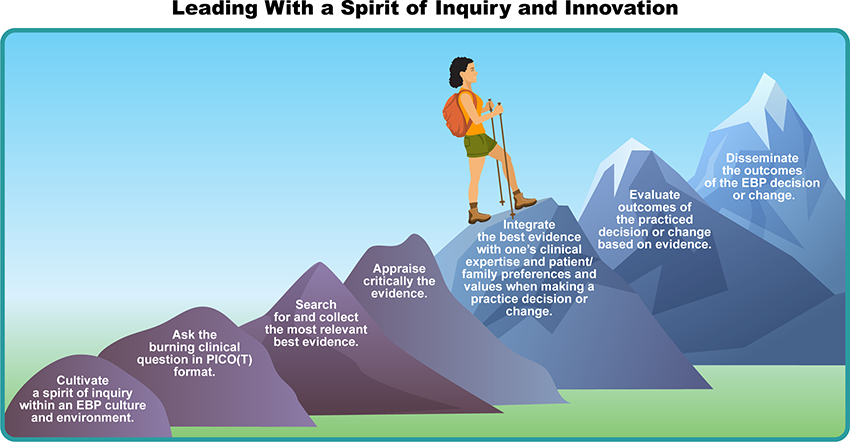 Leading With a Spirit of Inquiry and Innovation
Cultivate
a spirit of inquiry
within an EBP culture
and environment.
Ask the
burning clinical
question in PICO(T)
format.
Search
for and collect
the most relevant
best evidence.
Appraise
critically the
evidence.
Integrate
the best evidence
with one's clinical
expertise and patient/
family preferences and
values when making a
practice decision or
change.
Evaluate
outcomes of
the practiced
decision or change
based on evidence.
Disseminate
the outcomes
of the EBP decision
or change.